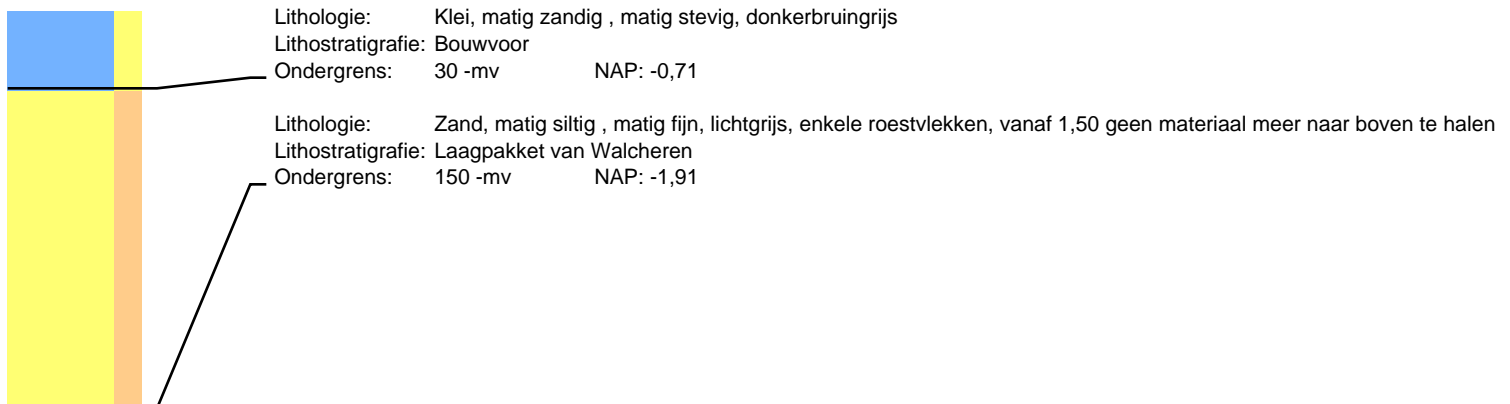 Lithologie: Klei, matig zandig , matig stevig, donkerbruingrijs
Lithostratigrafie: Bouwvoor
Ondergrens: 30 -mv NAP: -0,71
Lithologie: Zand, matig siltig , matig fijn, lichtgrijs, enkele roestvlekken, vanaf 1,50 geen materiaal meer naar boven te halen
Lithostratigrafie: Laagpakket van Walcheren
Ondergrens: 150 -mv NAP: -1,91